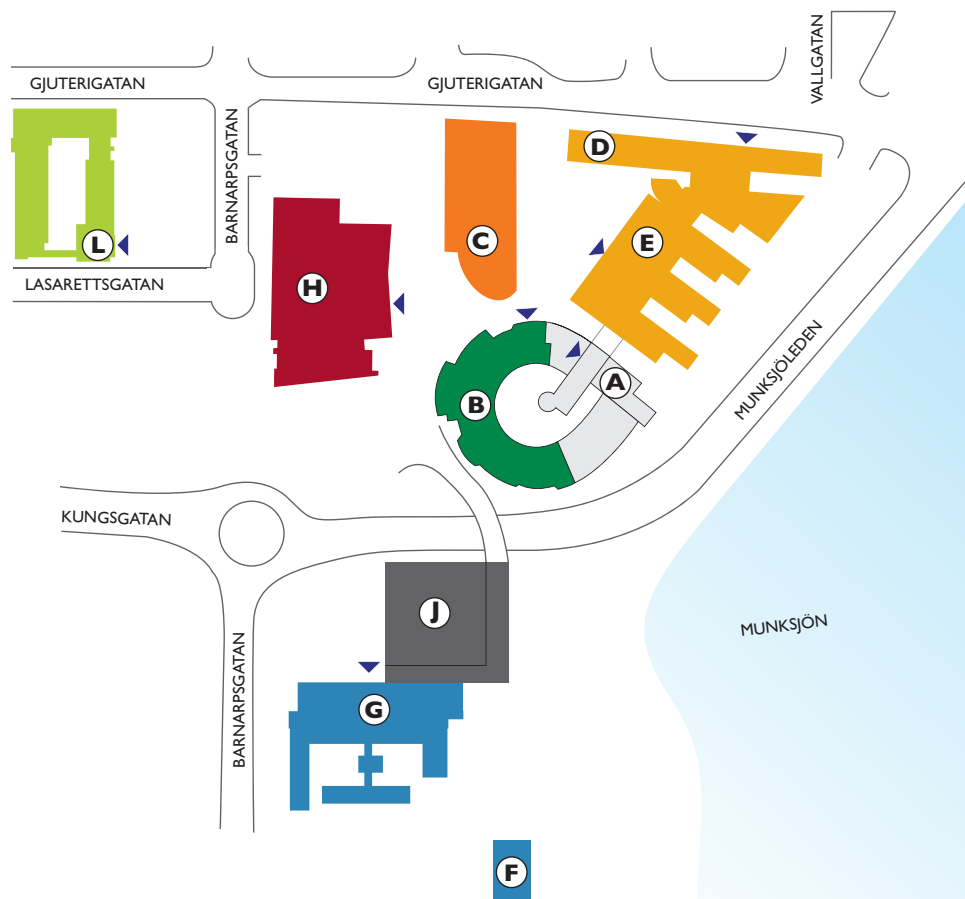 VALLGATAN
GJUTERIGATAN
GJUTERIGATAN
BARNARPSGATAN
D
C
E
L
LASARETTSGATAN
H
A
B
MUNKSJÖLEDEN
KUNGSGATAN
J
MUNKSJÖN
BARNARPSGATAN
G
F